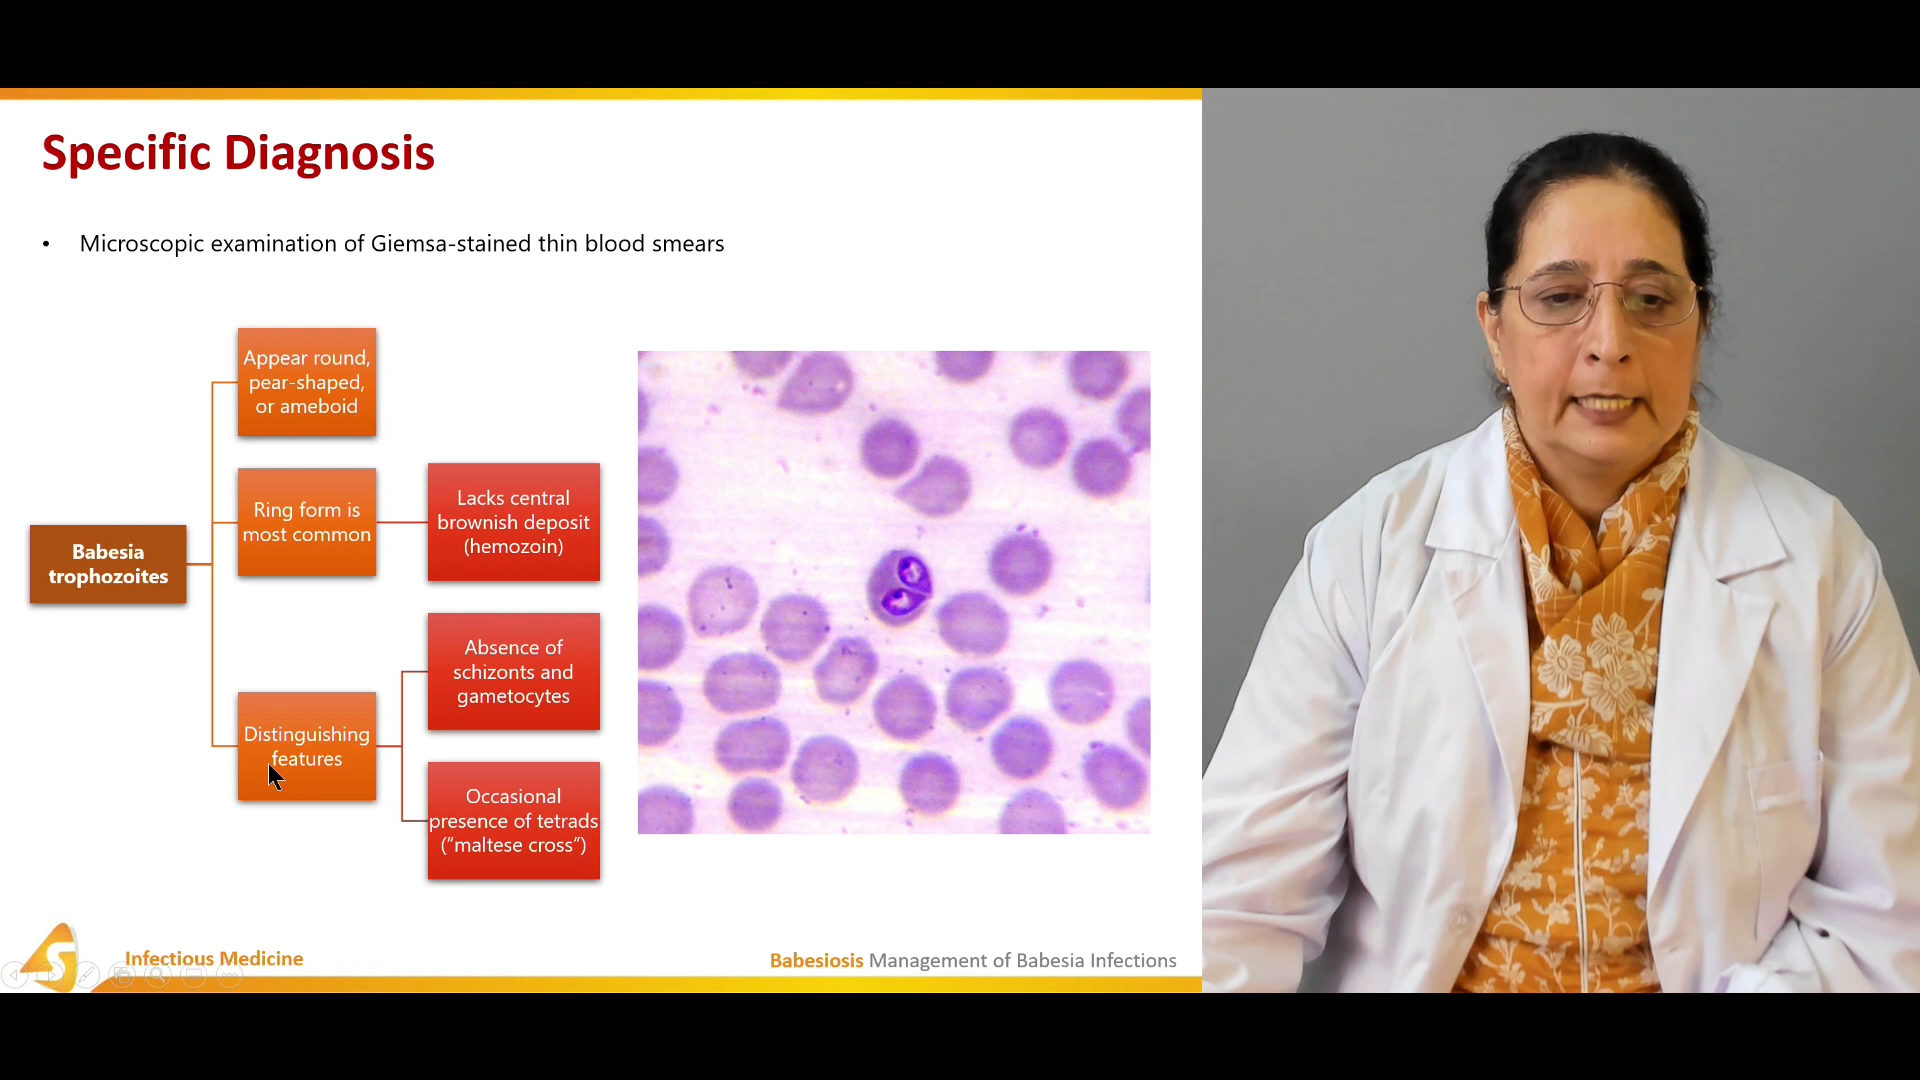 Specific Diagnosis
• Microscopic examination of Giemsa-stained thin blood smears
Babesia
trophozoites
Appear round,
pear-shaped,
or ameboid
Ring form is
most common
Lacks central
brownish deposit
(hemozoin)
Distinguishing
features
Absence of
schizonts and
gametocytes
Occasional
presence of tetrads
("maltese cross")
S
Infectious Medicine
Babesiosis Management of Babesia Infections